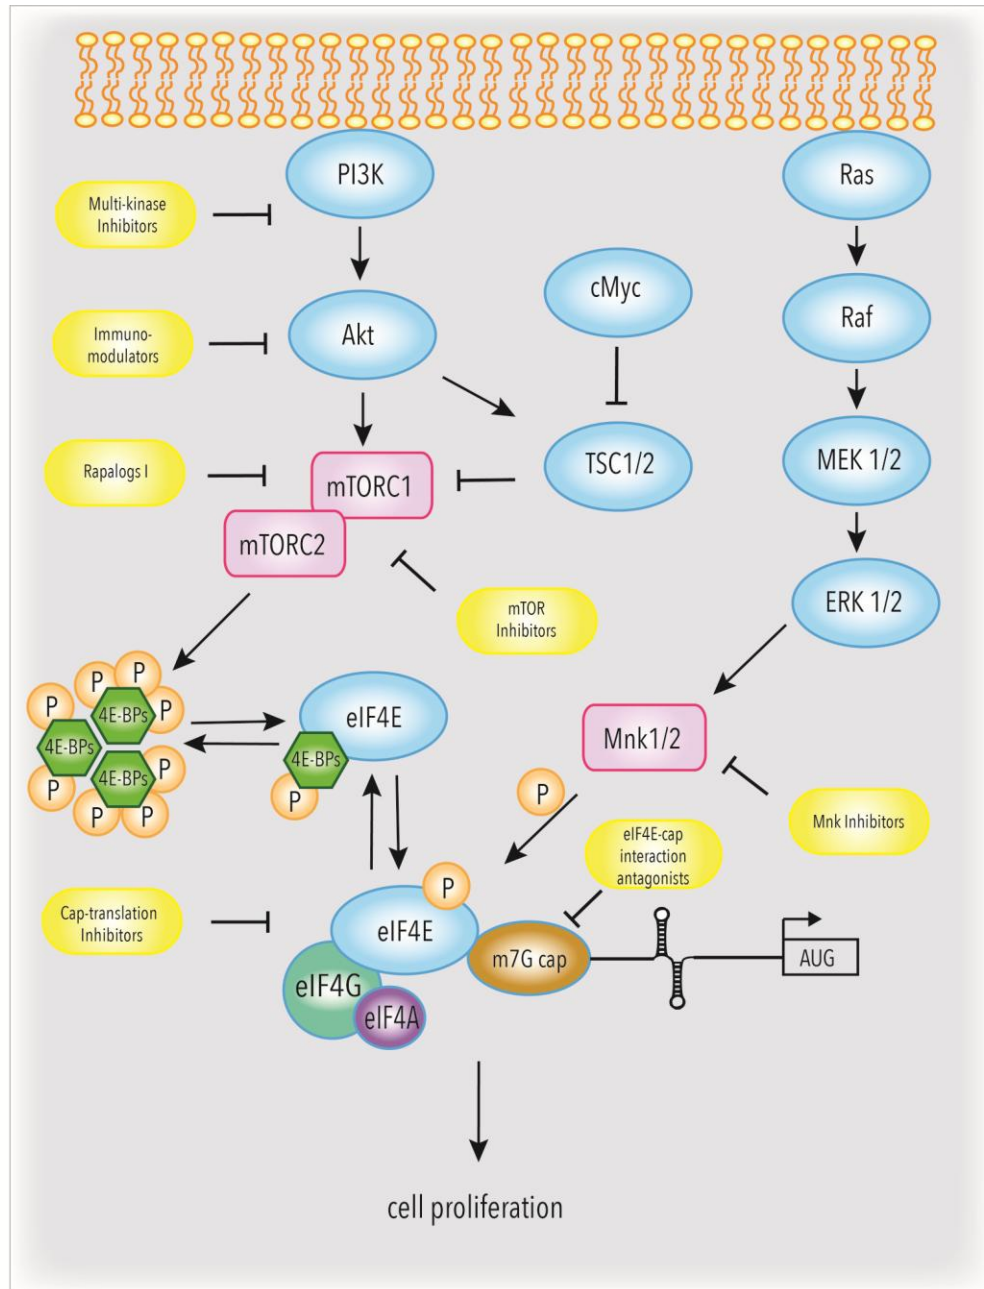 PI3K
Ras
Multi-kinase
Inhibitors
cMyc
Raf
Immuno-
modulators
Akt
TSC1/2
MEK 1/2
Rapalogs I
mTORC1
mTORC2
mTOR
Inhibitors
ERK 1/2
P
P
P
P
4E-BPs
4E-BPs
4E-BPs
P
P
P
P
eIF4E
4E-BPs
P
Mnk1/2
P
Mnk Inhibitors
eIF4E-cap
interaction
antagonists
Cap-translation
Inhibitors
P
eIF4E
m7G cap
AUG
eIF4G
eIF4A
cell proliferation